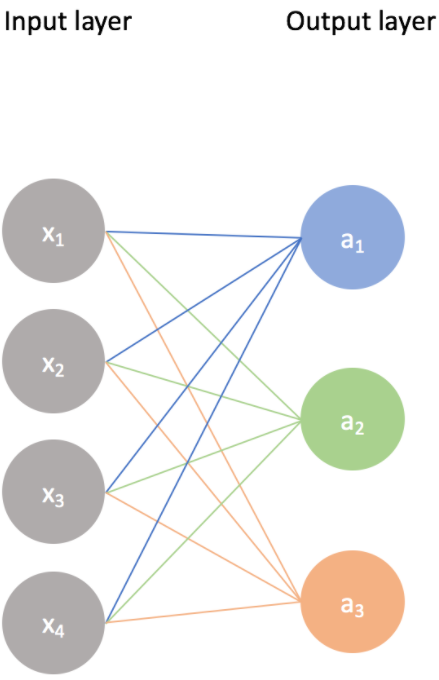 Input layer
Output layer
x₁
a₁
x₂
a₂
x₃
a₃
x₄